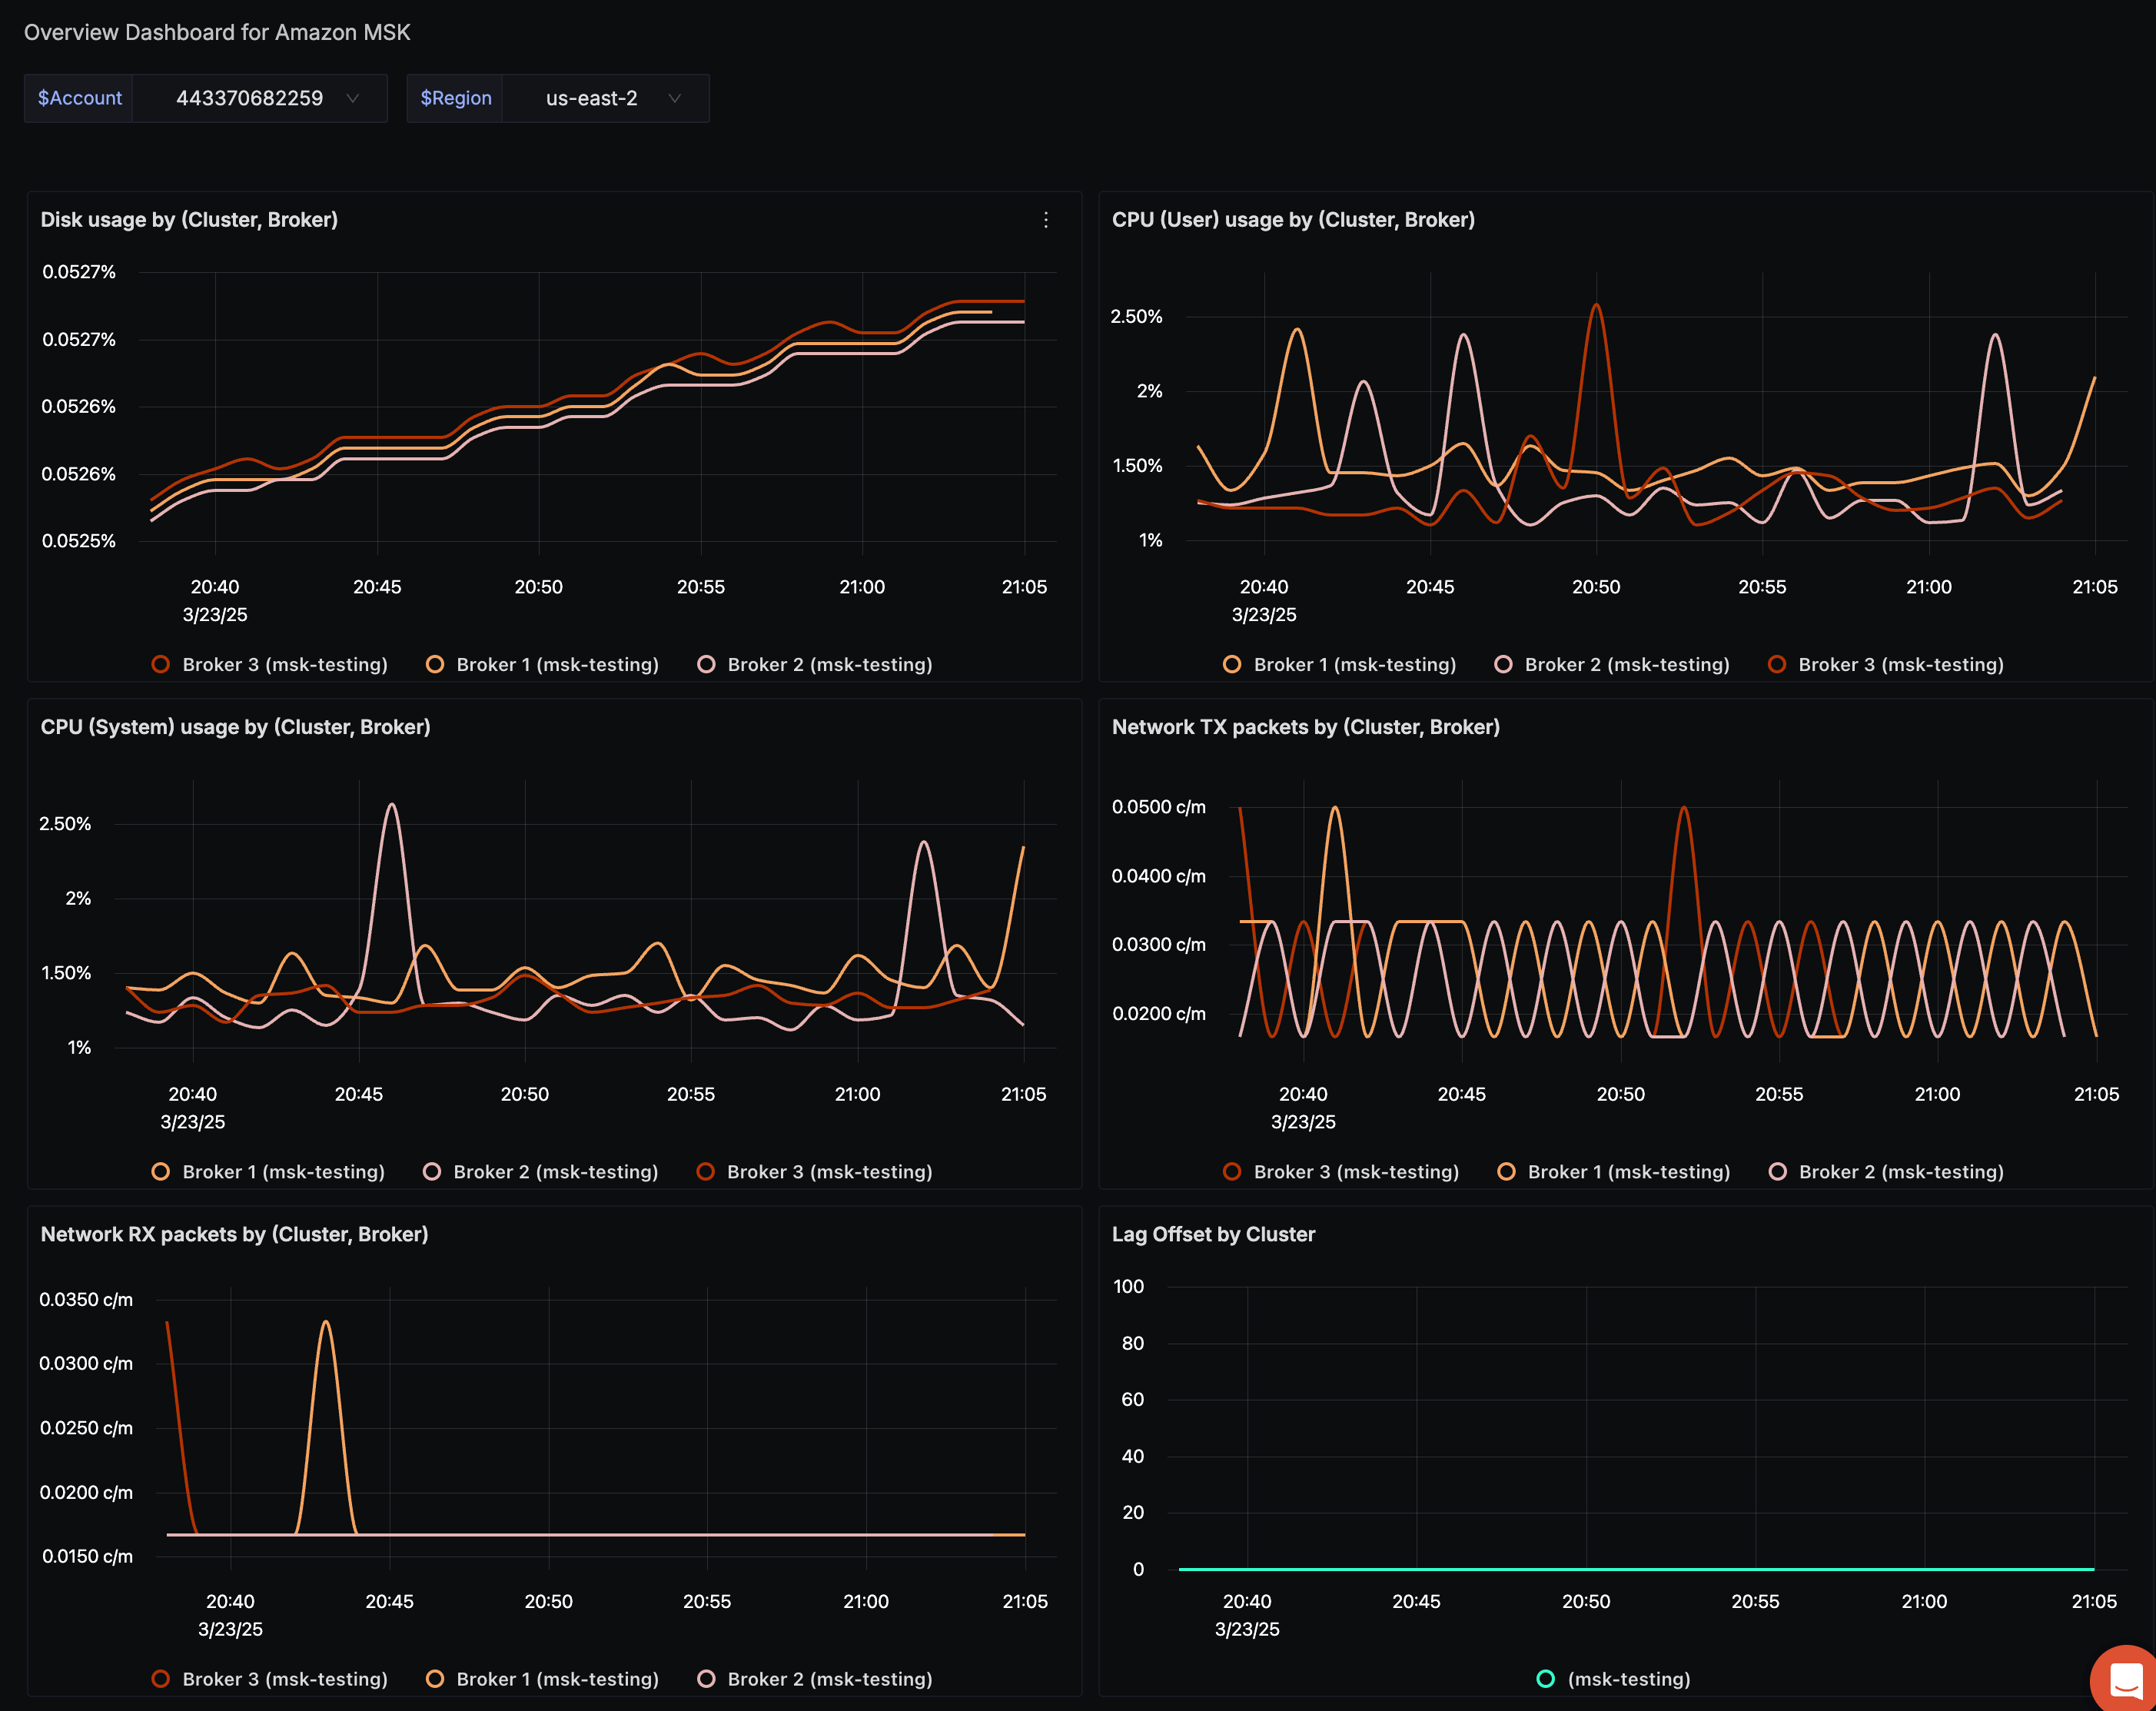 Overview Dashboard for Amazon MSK
$Account 443370682259 $Region us-east-2
Disk usage by (Cluster, Broker)
0.0527%
0.0527%
0.0526%
0.0526%
0.0525%
20:40 20:45 20:50 20:55 21:00 21:05
3/23/25
Broker 3 (msk-testing) Broker 1 (msk-testing) Broker 2 (msk-testing)
CPU (User) usage by (Cluster, Broker)
2.50%
2%
1.50%
1%
20:40 20:45 20:50 20:55 21:00 21:05
3/23/25
Broker 1 (msk-testing) Broker 2 (msk-testing) Broker 3 (msk-testing)
CPU (System) usage by (Cluster, Broker)
2.50%
2%
1.50%
1%
20:40 20:45 20:50 20:55 21:00 21:05
3/23/25
Broker 1 (msk-testing) Broker 2 (msk-testing) Broker 3 (msk-testing)
Network TX packets by (Cluster, Broker)
0.0500 c/m
0.0400 c/m
0.0300 c/m
0.0200 c/m
20:40 20:45 20:50 20:55 21:00 21:05
3/23/25
Broker 3 (msk-testing) Broker 1 (msk-testing) Broker 2 (msk-testing)
Network RX packets by (Cluster, Broker)
0.0350 c/m
0.0300 c/m
0.0250 c/m
0.0200 c/m
0.0150 c/m
20:40 20:45 20:50 20:55 21:00 21:05
3/23/25
Broker 3 (msk-testing) Broker 1 (msk-testing) Broker 2 (msk-testing)
Lag Offset by Cluster
100
80
60
40
20
0
20:40 20:45 20:50 20:55 21:00 21:05
3/23/25
(msk-testing)